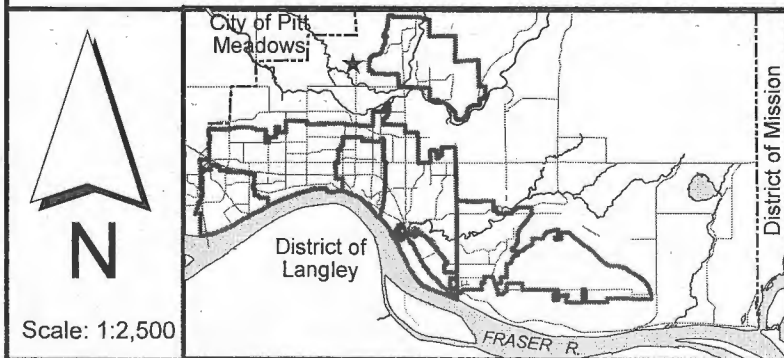 N
Scale: 1:2,500
City of Pitt
Meadows
District of
Langley
FRASER R.
District of Mission